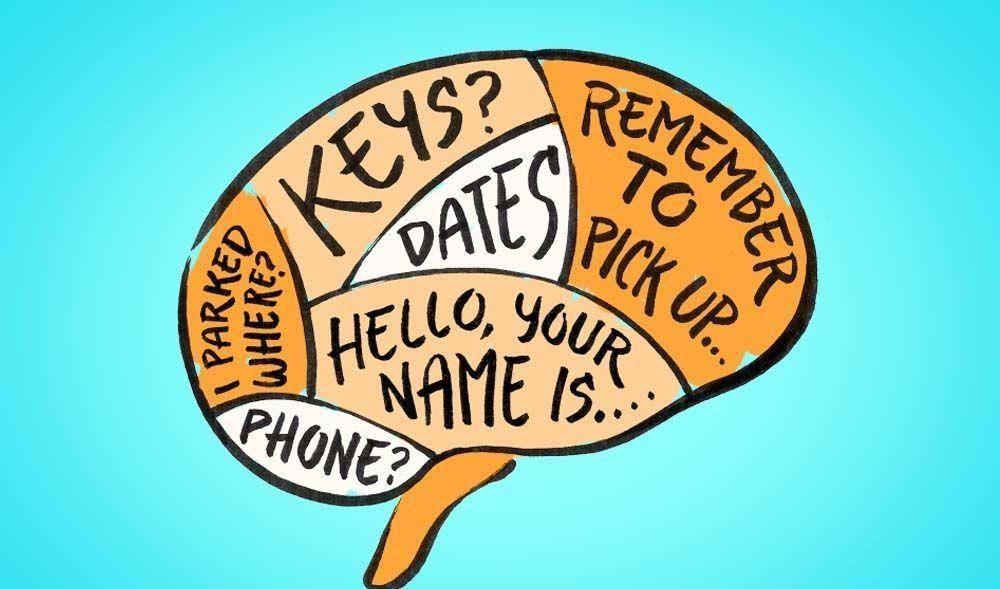 KEYS?
DATES
REMEMBER
TO
PICK UP...
I PARKED
WHERE?
HELLO, YOUR
NAME IS....
PHONE?